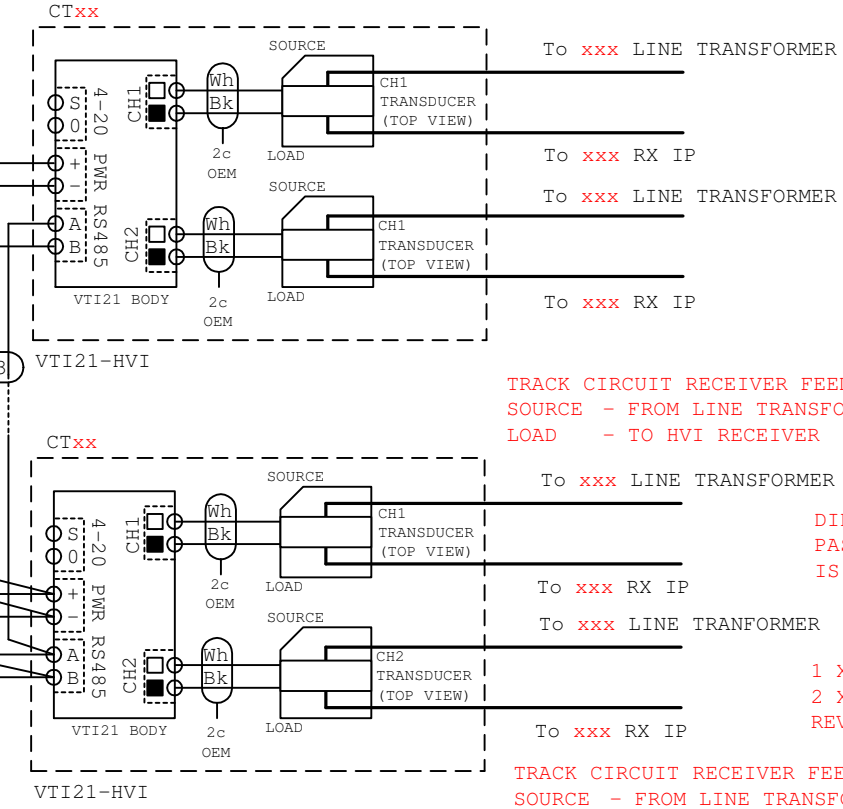 CTxx
SOURCE
To xxx LINE TRANSFORMER
Wh
Bk
CH1
TRANSDUCER
(TOP VIEW)
CH1
S
0
4-20
2c
OEM
LOAD
To xxx RX IP
+
-
PWR
SOURCE
To xxx LINE TRANSFORMER
A
B
RS485
CH2
Wh
Bk
CH1
TRANSDUCER
(TOP VIEW)
VTI21 BODY
2c
OEM
LOAD
To xxx RX IP
VTI21-HVI
TRACK CIRCUIT RECEIVER
SOURCE - FROM LINE
LOAD - TO HVI RECEIVER
CTxx
SOURCE
To xxx LINE TRANSFORMER
Wh
Bk
CH1
TRANSDUCER
(TOP VIEW)
CH1
S
0
4-20
2c
OEM
LOAD
To xxx RX IP
IS
+
-
PWR
SOURCE
To xxx LINE TRANFORMER
A
B
RS485
CH2
Wh
Bk
CH2
TRANSDUCER
(TOP VIEW)
1 X
2 X
REV
VTI21 BODY
2c
OEM
LOAD
To xxx RX IP
VTI21-HVI
TRACK CIRCUIT RECEIVER
SOURCE - FROM LINE